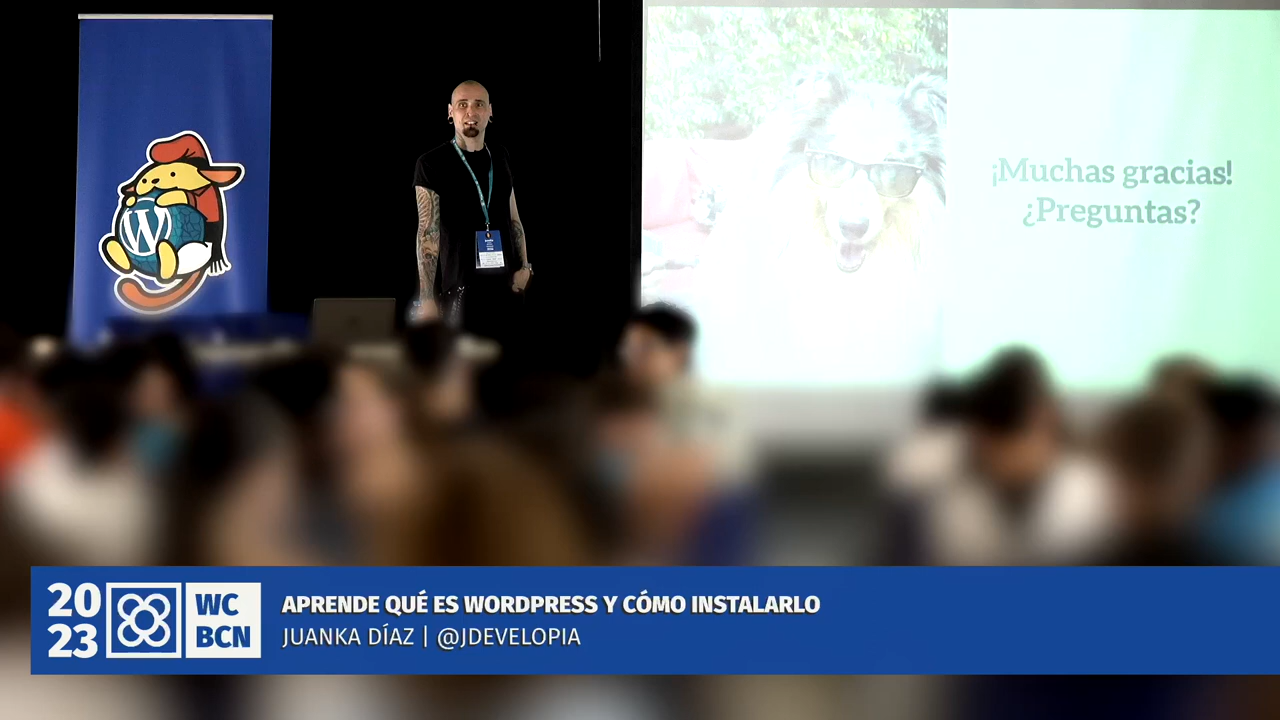 W
¡Muchas gracias!
¿Preguntas?
20
23
WC
BCN
APRENDE QUÉ ES WORDPRESS Y CÓMO INSTALARLO
JUANKA DÍAZ | @JDEVELOPIA